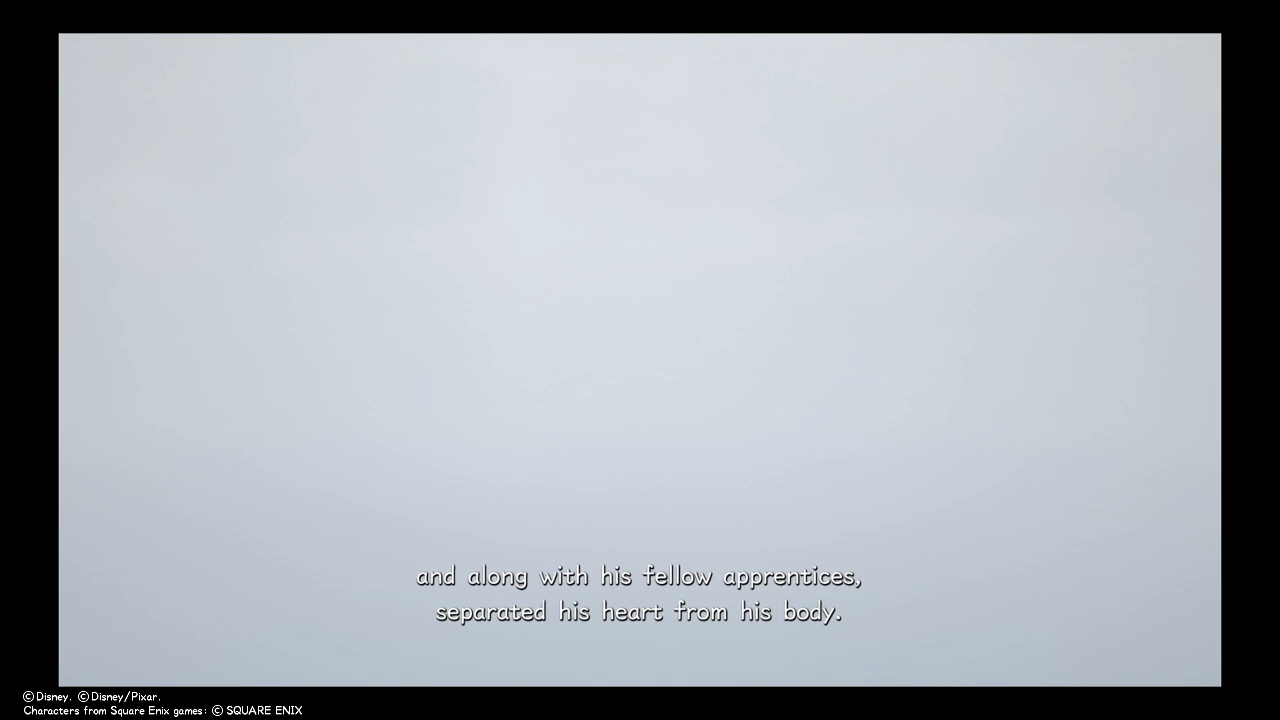 and along with his fellow apprentices,
separated his heart from his body.
©Disney. ©Disney/Pixar.
Characters from Square Enix games: © SQUARE ENIX